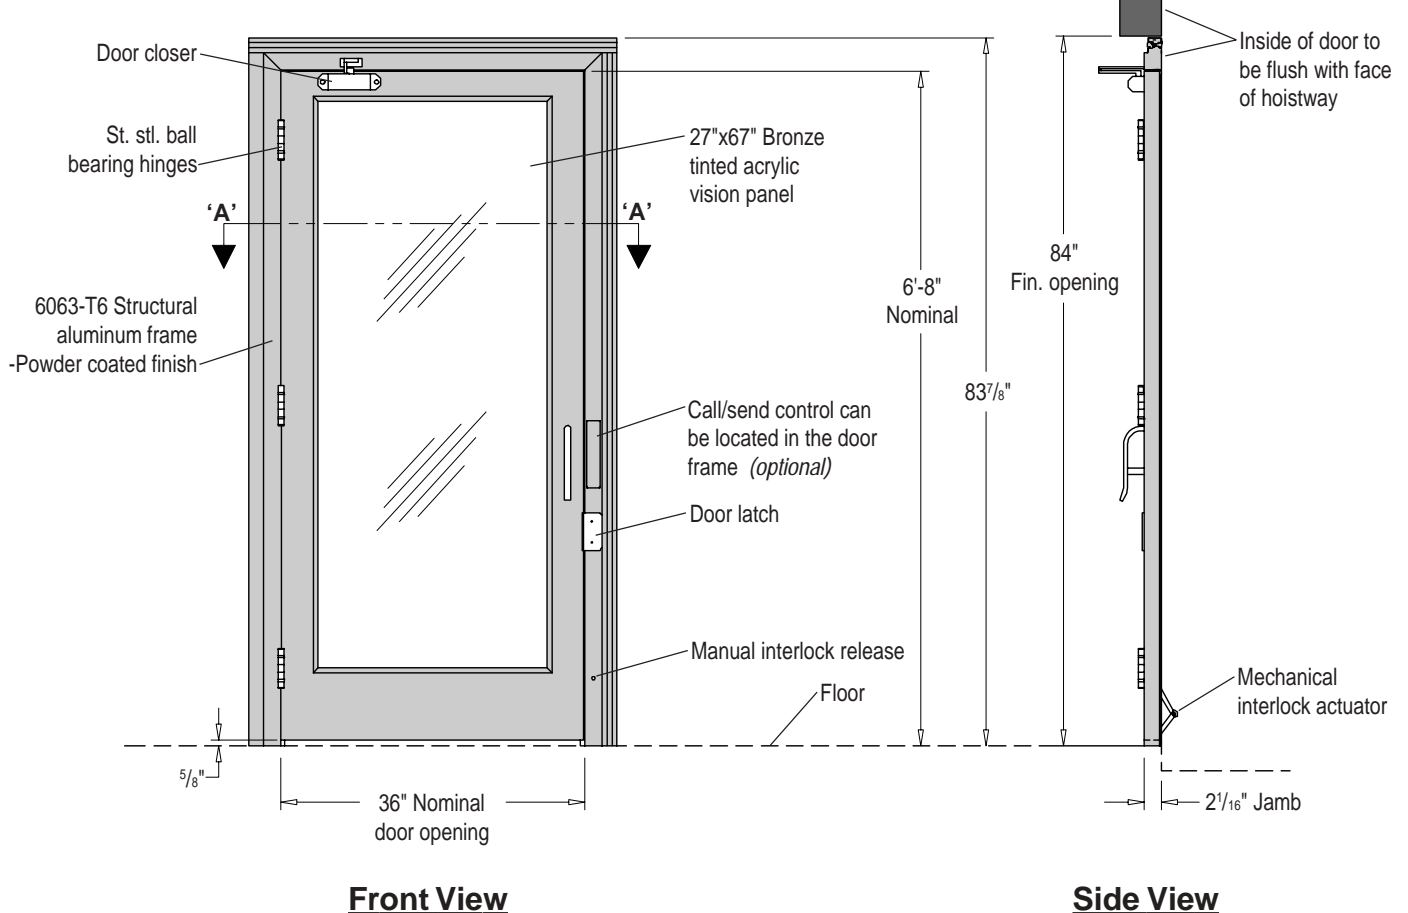 Door closer
St. stl. ball
bearing hinges
‘A’
6063-T6 Structural
aluminum frame
-Powder coated finish
27"x67" Bronze
tinted acrylic
vision panel
‘A’
Call/send control can
be located in the door
frame (optional)
Door latch
Manual interlock release
Floor
6'-8"
Nominal
83⁷/₈"
84"
Fin. opening
Inside of door to
be flush with face
of hoistway
Mechanical
interlock actuator
⁵/₈"
36" Nominal
door opening
2¹/₁₆" Jamb
Front View
Side View